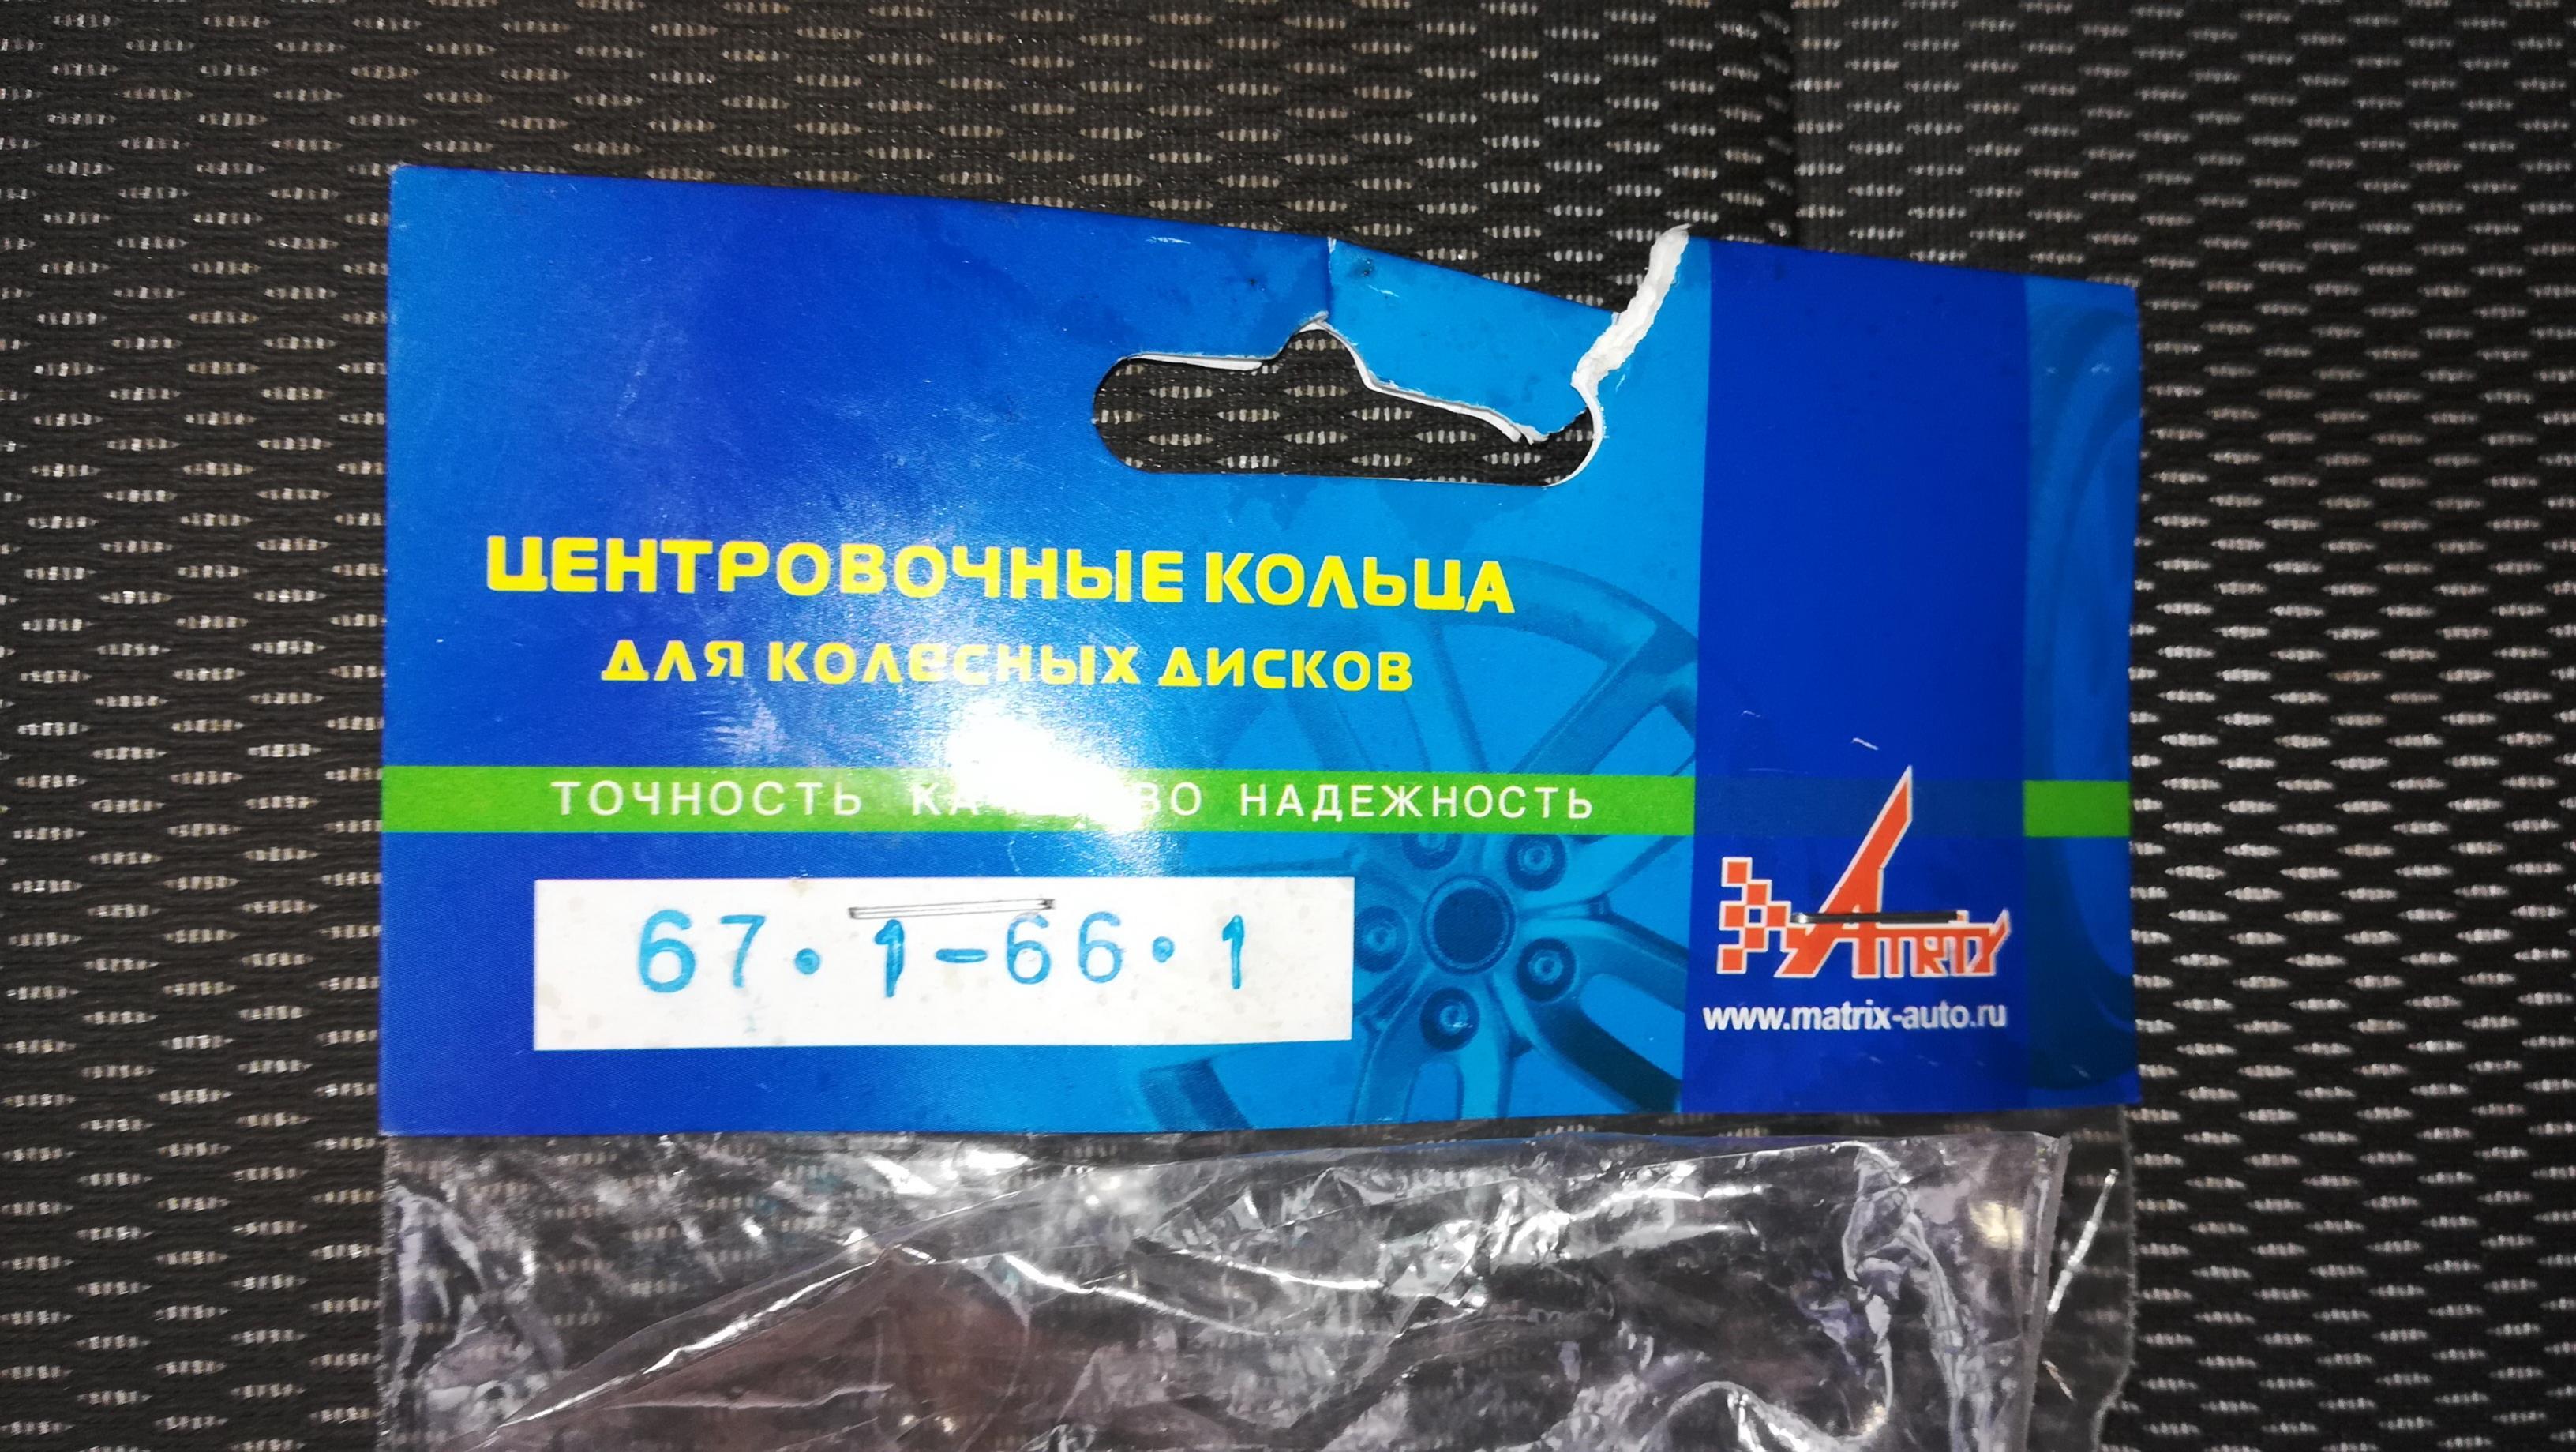 ЦЕНТРОВОЧНЫЕ КОЛЬЦА
ДЛЯ КОЛЕСНЫХ ДИСКОВ
ТОЧНОСТЬ НАДЕЖНОСТЬ
67.1-66.1
MATRIX
www.matrix-auto.ru